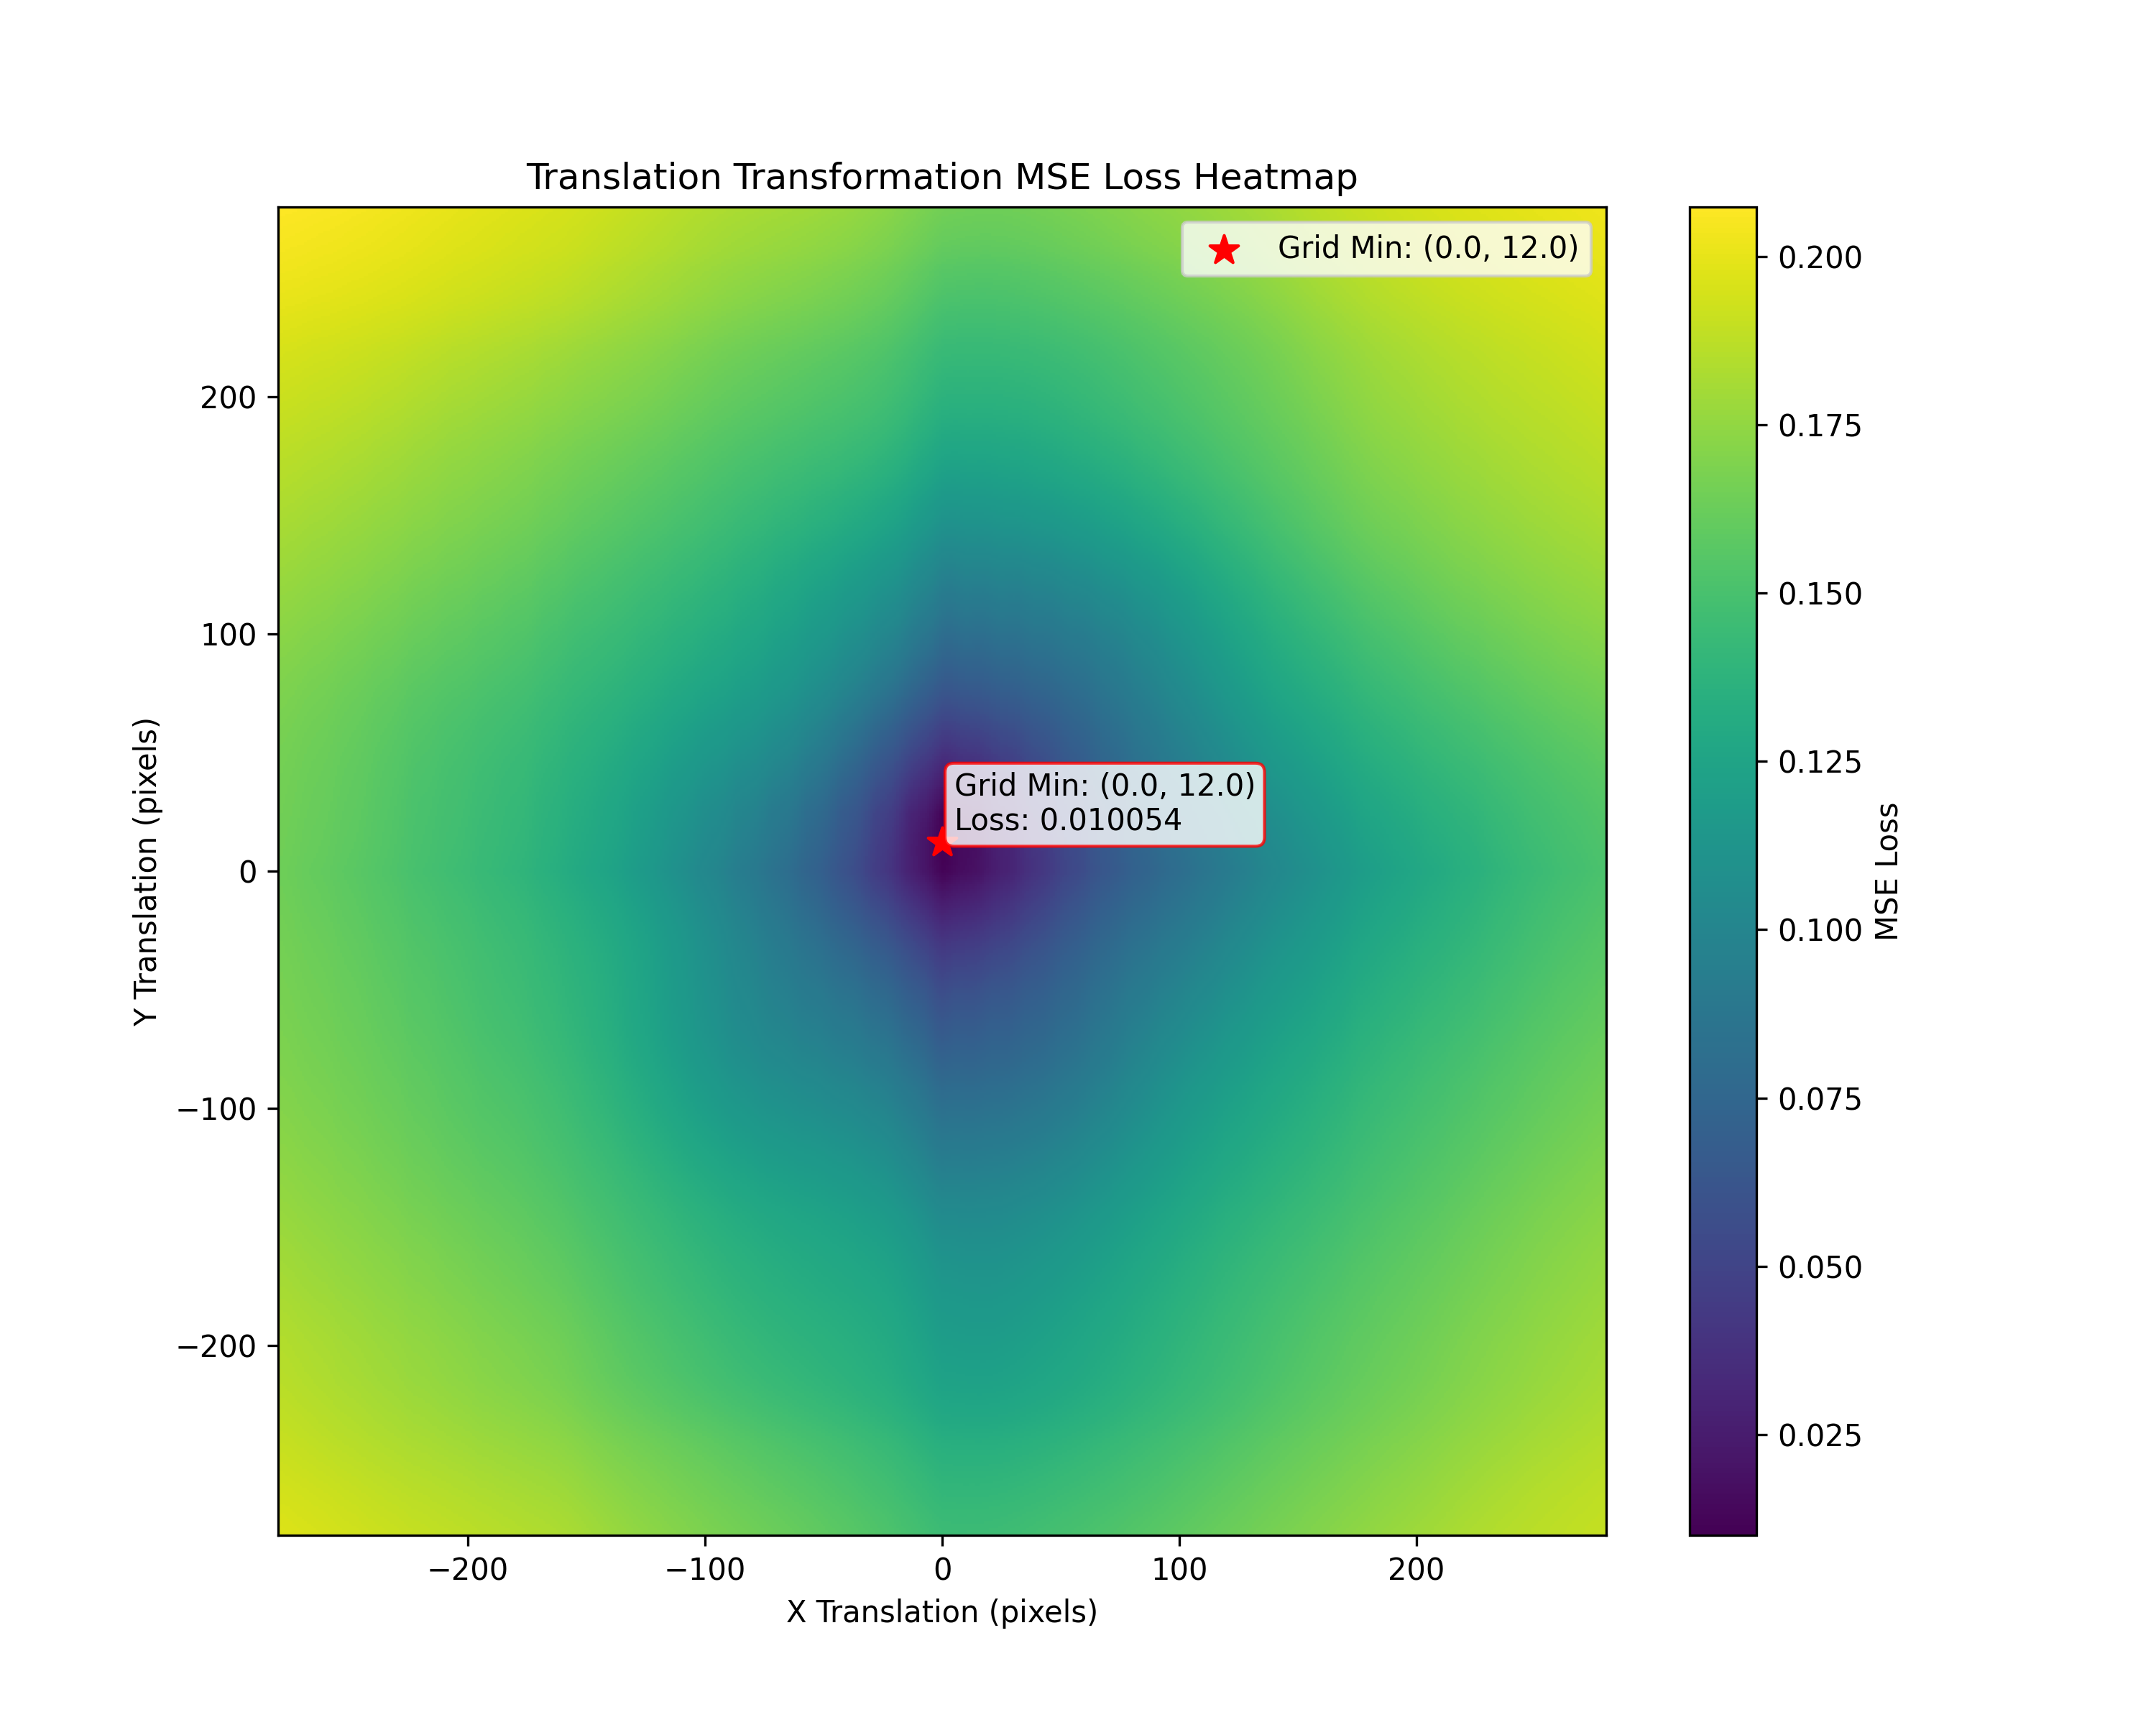 Translation Transformation MSE Loss Heatmap
Grid Min: (0.0, 12.0)
Grid Min: (0.0, 12.0)
Loss: 0.010054
200
100
0
−100
−200
Y Translation (pixels)
−200
−100
0
100
200
X Translation (pixels)
0.200
0.175
0.150
0.125
0.100
0.075
0.050
0.025
MSE Loss